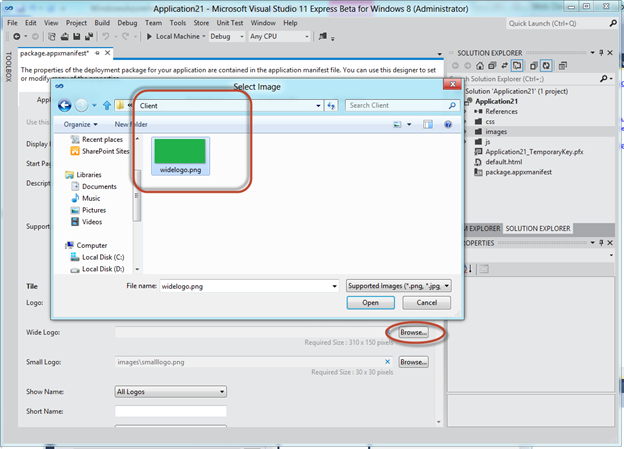 Application21 - Microsoft Visual Studio 11 Express Beta for Windows 8 (Administrator)
File Edit View Project Build Debug Team Tools Store Unit Test Window Help
Quick Launch (Ctrl+Q)
Local Machine Debug Any CPU
TOOLBOX
package.appxmanifest*
The properties of the deployment package for your application are contained in the application manifest file. You can use this designer to set
or modify
Select Image
Client
Search Client
Organize New folder
Recent places
SharePoint Sites
Libraries
Documents
Music
Pictures
Videos
Computer
Local Disk (C:)
Local Disk (D:)
widelogo.png
File name: widelogo.png
Supported Images (*.png, *.jpg,
Open Cancel
Use this
Display
Start Pag
Descript
Support
Tile
Logo:
Wide Logo: Browse...
Required Size : 310 x 150 pixels
Small Logo: images\smalllogo.png Browse...
Required Size : 30 x 30 pixels
Show Name: All Logos
Short Name:
SOLUTION EXPLORER
Search Solution Explorer (Ctrl+;)
Solution 'Application21' (1 project)
Application21
References
css
images
js
Application21_TemporaryKey.pfx
default.html
package.appxmanifest
M EXPLORER SOLUTION EXPLORER
ROPERTIES